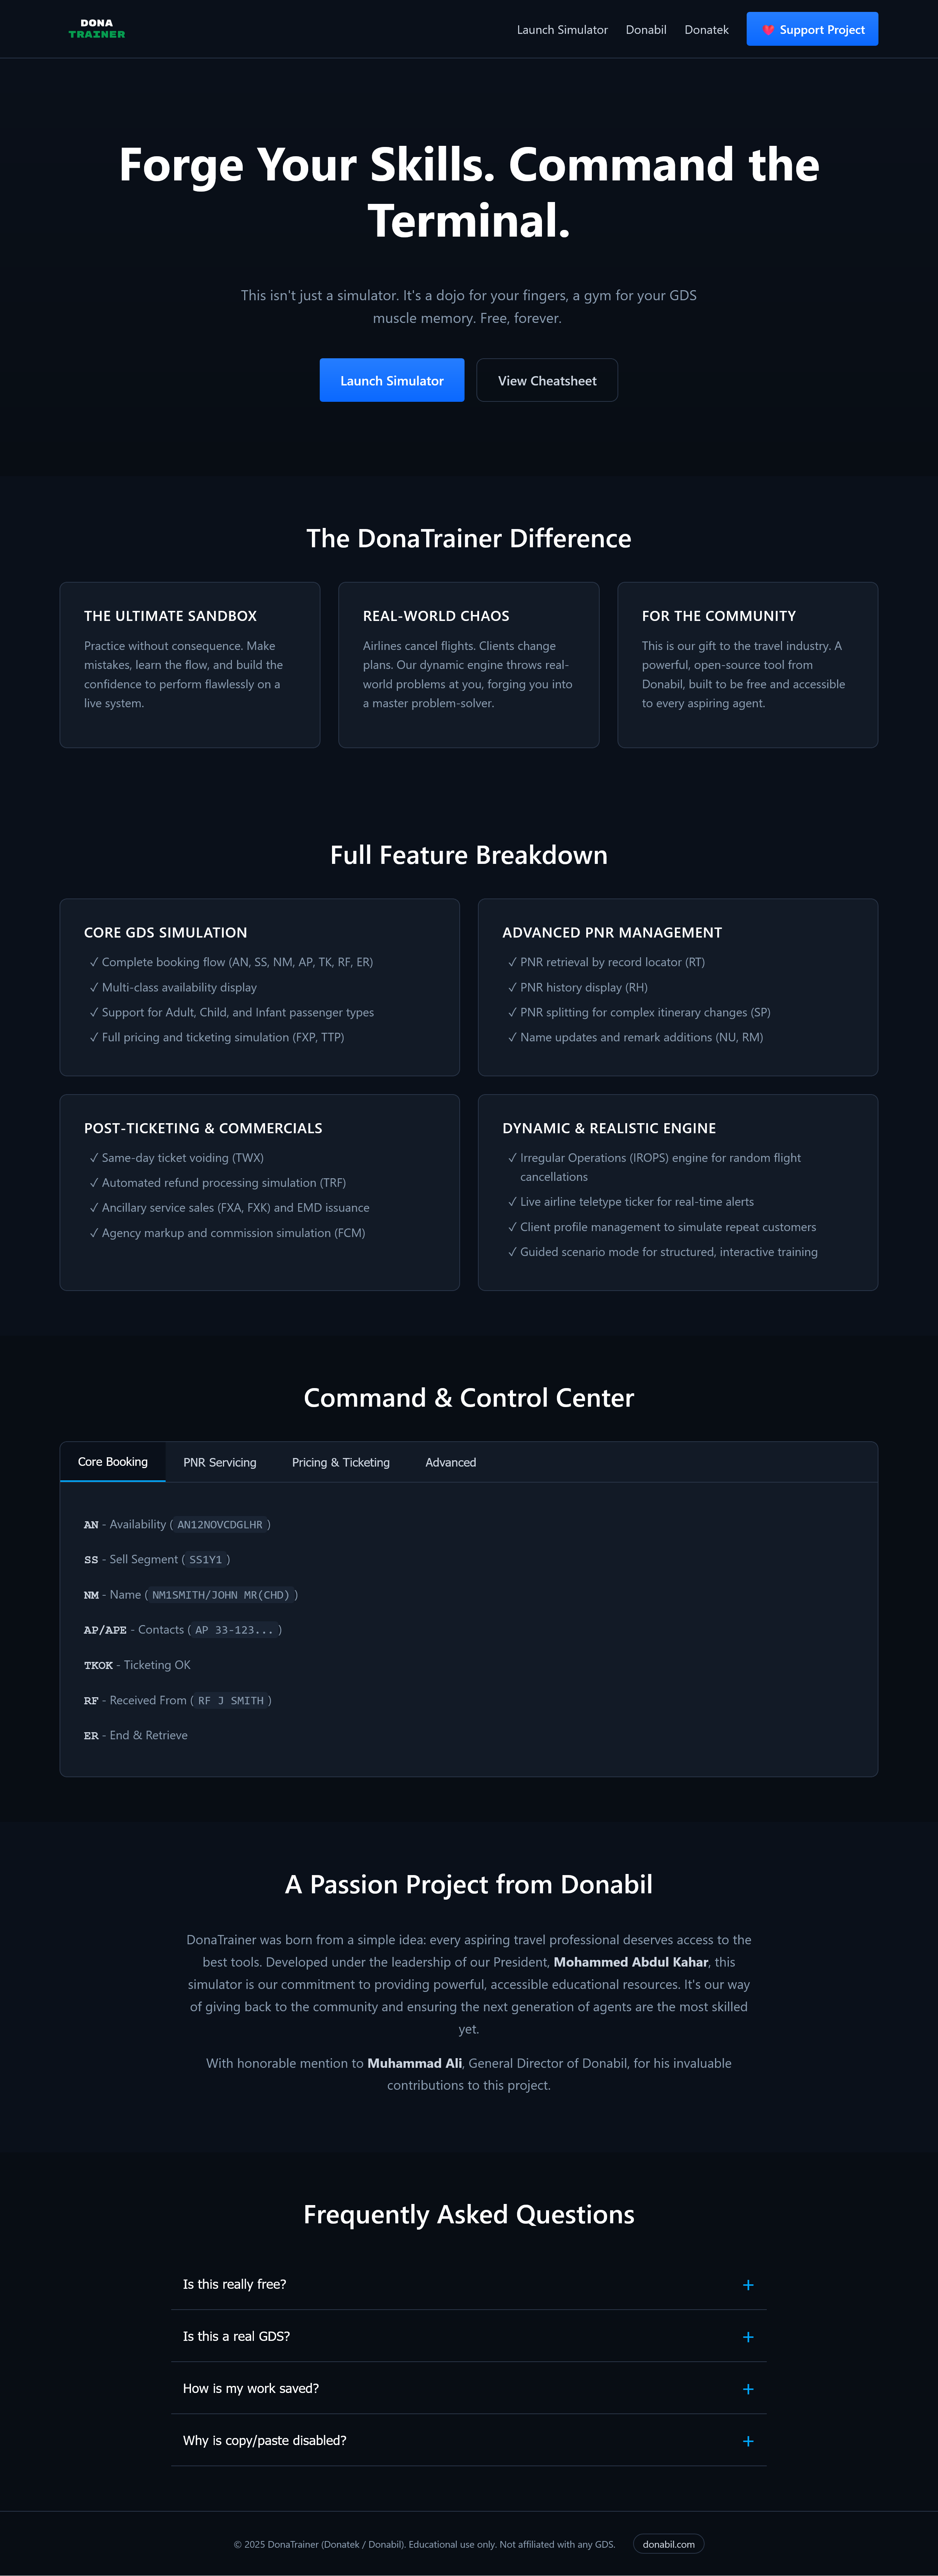 DONA
TRAINER
Launch Simulator Donabil Donatek ❤️ Support Project
Forge Your Skills. Command the
Terminal.
This isn't just a simulator. It's a dojo for your fingers, a gym for your GDS
muscle memory. Free, forever.
Launch Simulator View Cheatsheet
The DonaTrainer Difference
THE ULTIMATE SANDBOX
Practice without consequence. Make
mistakes, learn the flow, and build the
confidence to perform flawlessly on a
live system.
REAL-WORLD CHAOS
Airlines cancel flights. Clients change
plans. Our dynamic engine throws real-
world problems at you, forging you into
a master problem-solver.
FOR THE COMMUNITY
This is our gift to the travel industry. A
powerful, open-source tool from
Donabil, built to be free and accessible
to every aspiring agent.
Full Feature Breakdown
CORE GDS SIMULATION
✓ Complete booking flow (AN, SS, NM, AP, TK, RF, ER)
✓ Multi-class availability display
✓ Support for Adult, Child, and Infant passenger types
✓ Full pricing and ticketing simulation (FXP, TTP)
ADVANCED PNR MANAGEMENT
✓ PNR retrieval by record locator (RT)
✓ PNR history display (RH)
✓ PNR splitting for complex itinerary changes (SP)
✓ Name updates and remark additions (NU, RM)
POST-TICKETING & COMMERCIALS
✓ Same-day ticket voiding (TWX)
✓ Automated refund processing simulation (TRF)
✓ Ancillary service sales (FXA, FXK) and EMD issuance
✓ Agency markup and commission simulation (FCM)
DYNAMIC & REALISTIC ENGINE
✓ Irregular Operations (IROPS) engine for random flight
cancellations
✓ Live airline teletype ticker for real-time alerts
✓ Client profile management to simulate repeat customers
✓ Guided scenario mode for structured, interactive training
Command & Control Center
Core Booking PNR Servicing Pricing & Ticketing Advanced
AN - Availability ( AN12NOVCDGLHR )
SS - Sell Segment ( SS1Y1 )
NM - Name ( NM1SMITH/JOHN MR(CHD) )
AP/APE - Contacts ( AP 33-123... )
TKOK - Ticketing OK
RF - Received From ( RF J SMITH )
ER - End & Retrieve
A Passion Project from Donabil
DonaTrainer was born from a simple idea: every aspiring travel professional deserves access to the
best tools. Developed under the leadership of our President, Mohammed Abdul Kahar, this
simulator is our commitment to providing powerful, accessible educational resources. It's our way
of giving back to the community and ensuring the next generation of agents are the most skilled
yet.
With honorable mention to Muhammad Ali, General Director of Donabil, for his invaluable
contributions to this project.
Frequently Asked Questions
Is this really free? +
Is this a real GDS? +
How is my work saved? +
Why is copy/paste disabled? +
© 2025 DonaTrainer (Donatek / Donabil). Educational use only. Not affiliated with any GDS. donabil.com